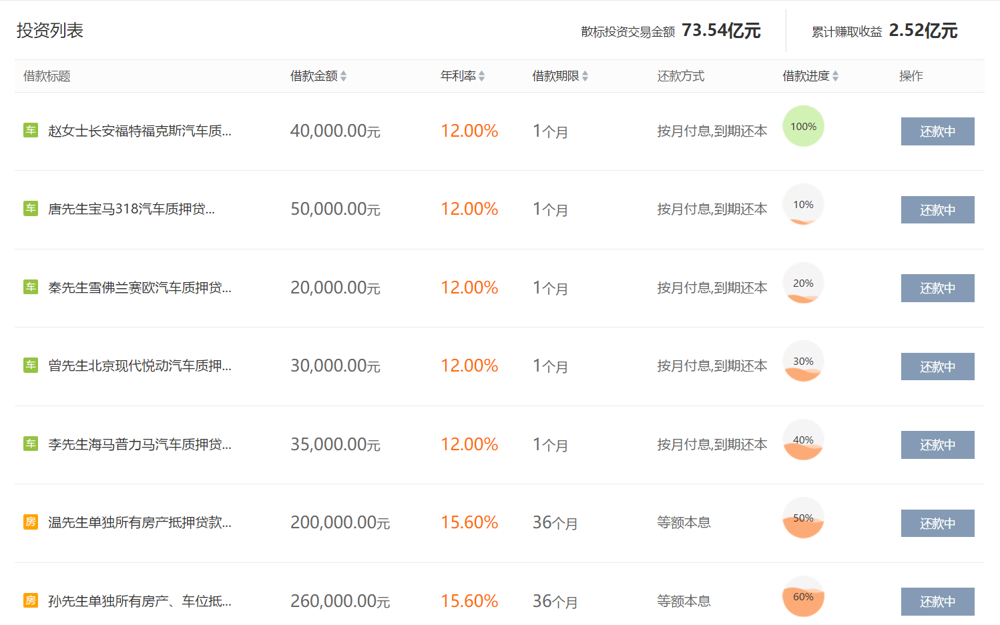 投资列表 散标投资交易金额 73.54亿元 累计赚取收益 2.52亿元
借款标题 借款金额 年利率 借款期限 还款方式 借款进度 操作
车 赵女士长安福特福克斯汽车质... 40,000.00元 12.00% 1个月 按月付息,到期还本 100% 还款中
车 唐先生宝马318汽车质押贷... 50,000.00元 12.00% 1个月 按月付息,到期还本 10% 还款中
车 秦先生雪佛兰赛欧汽车质押贷... 20,000.00元 12.00% 1个月 按月付息,到期还本 20% 还款中
车 曾先生北京现代悦动汽车质押... 30,000.00元 12.00% 1个月 按月付息,到期还本 30% 还款中
车 李先生海马普力马汽车质押贷... 35,000.00元 12.00% 1个月 按月付息,到期还本 40% 还款中
房 温先生单独所有房产抵押贷款... 200,000.00元 15.60% 36个月 等额本息 50% 还款中
房 孙先生单独所有房产、车位抵... 260,000.00元 15.60% 36个月 等额本息 60% 还款中